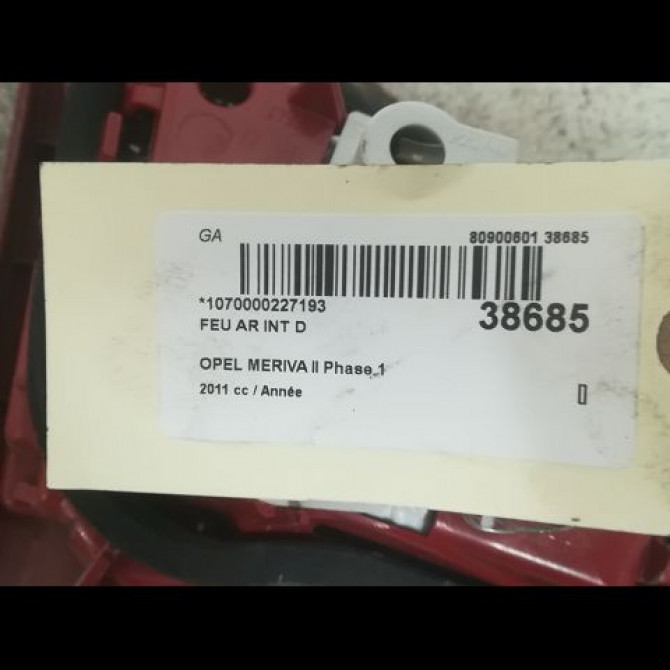 GA 80900601 38685
*1070000227193 38685
FEU AR INT D
OPEL MERIVA II Phase 1
2011 cc / Année